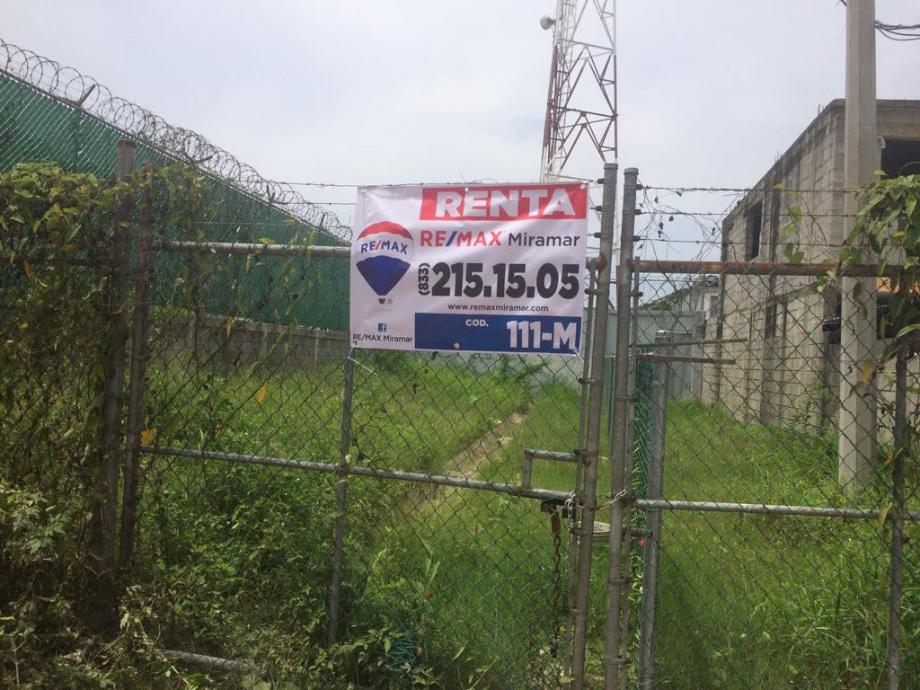 RENTA
RE/MAX
RE/MAX Miramar
(833) 215.15.05
www.remaxmiramar.com
RE/MAX Miramar
COD. 111-M